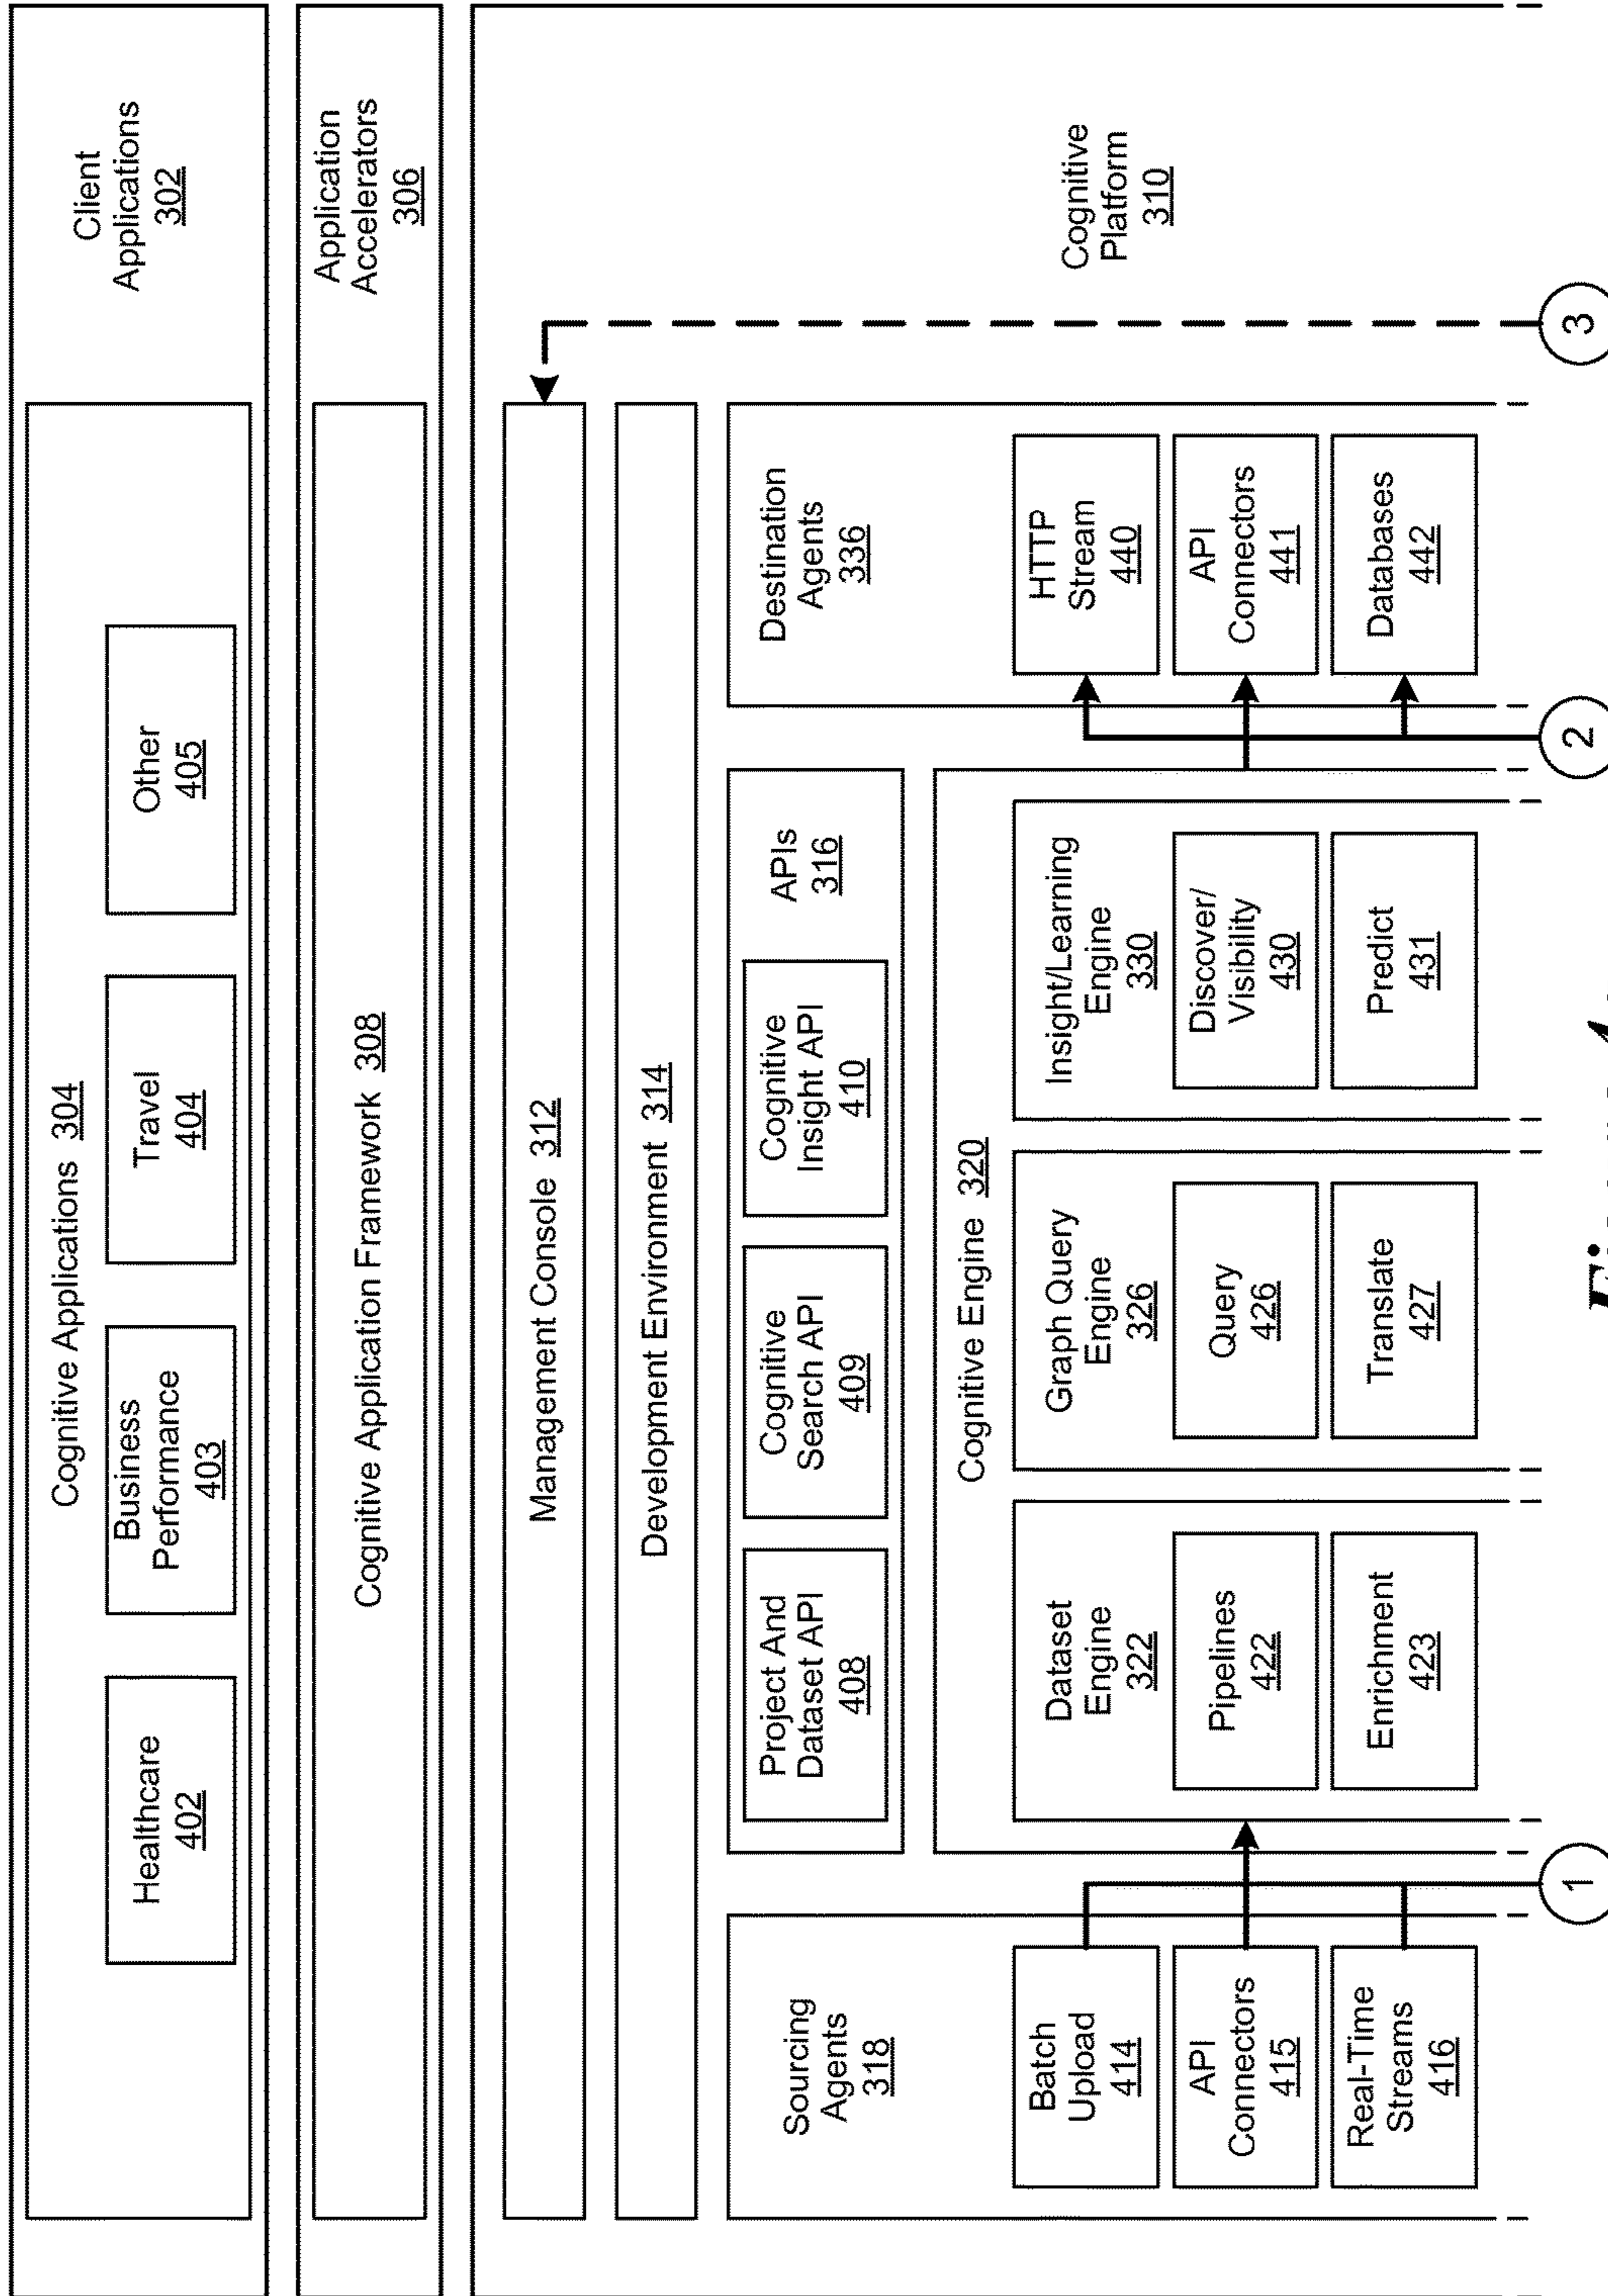 Client
Applications
302
Cognitive Applications 304
Healthcare
402
Business
Performance
403
Travel
404
Other
405
Application
Accelerators
306
Cognitive Application Framework 308
Cognitive
Platform
310
Management Console 312
Development Environment 314
Sourcing
Agents
318
Batch
Upload
414
API
Connectors
415
Real-Time
Streams
416
APIs
316
Project And
Dataset API
408
Cognitive
Search API
409
Cognitive
Insight API
410
Cognitive Engine 320
Dataset
Engine
322
Pipelines
422
Enrichment
423
Graph Query
Engine
326
Query
426
Translate
427
Insight/Learning
Engine
330
Discover/
Visibility
430
Predict
431
Destination
Agents
336
HTTP
Stream
440
API
Connectors
441
Databases
442
1
2
3